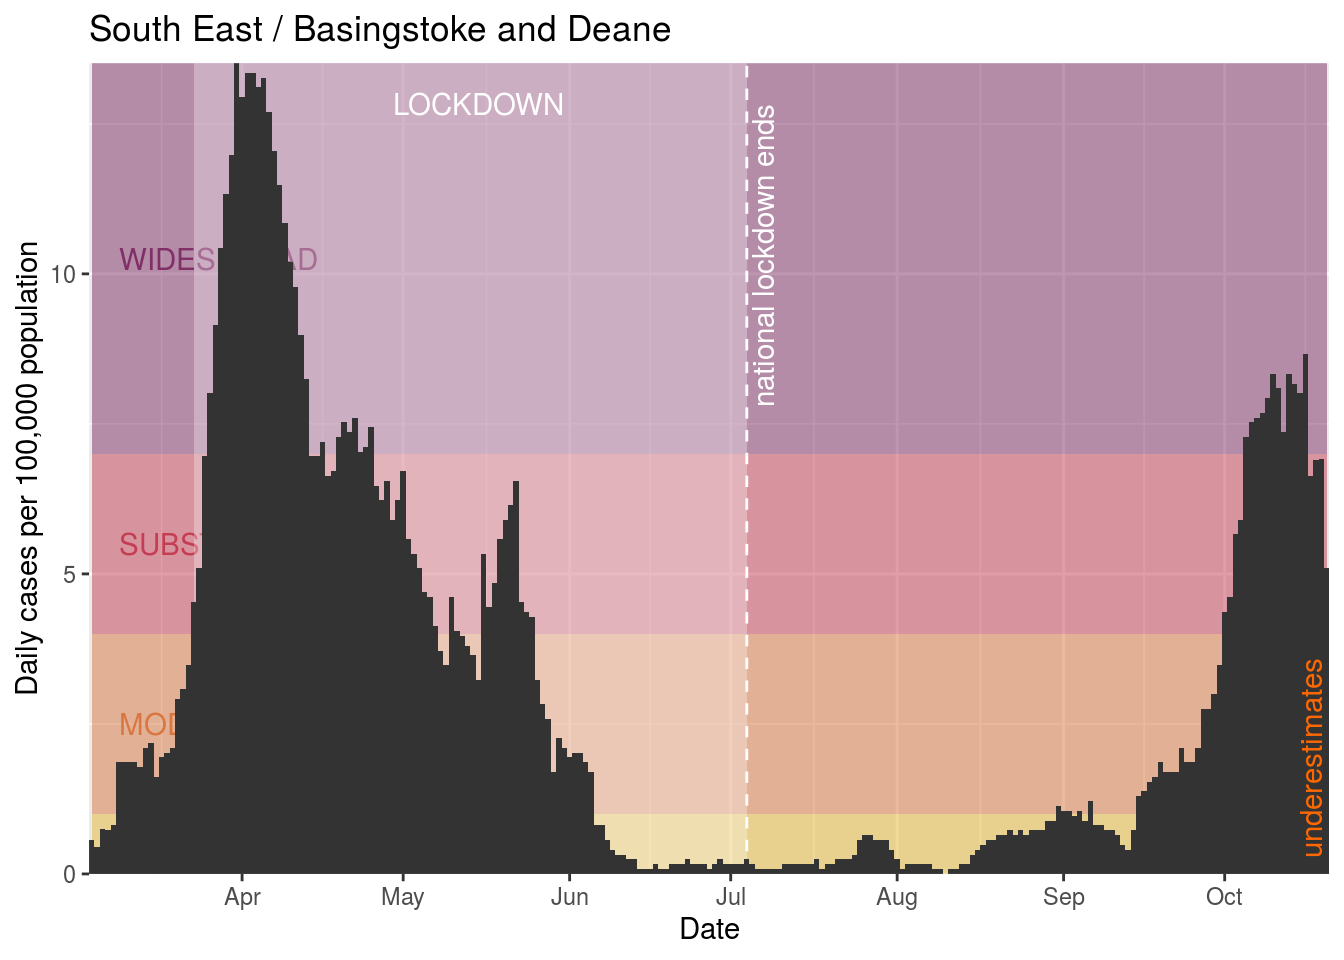 South East / Basingstoke and Deane
Daily cases per 100,000 population
10
5
0
LOCKDOWN
national lockdown ends
underestimates
Apr
May
Jun
Jul
Aug
Sep
Oct
Date